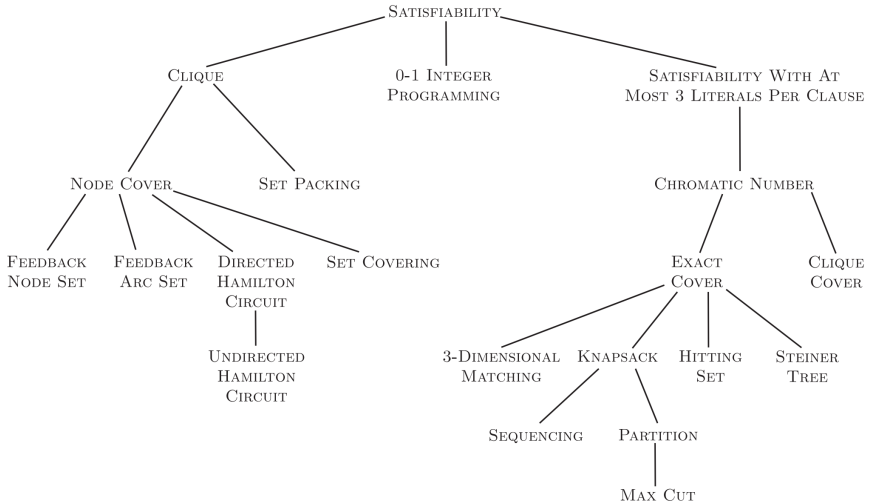 SATISFIABILITY
CLIQUE
0-1 INTEGER
PROGRAMMING
SATISFIABILITY WITH AT
MOST 3 LITERALS PER CLAUSE
NODE COVER
SET PACKING
CHROMATIC NUMBER
FEEDBACK
NODE SET
FEEDBACK
ARC SET
DIRECTED
HAMILTON
CIRCUIT
SET COVERING
EXACT
COVER
CLIQUE
COVER
UNDIRECTED
HAMILTON
CIRCUIT
3-DIMENSIONAL
MATCHING
KNAPSACK
HITTING
SET
STEINER
TREE
SEQUENCING
PARTITION
MAX CUT